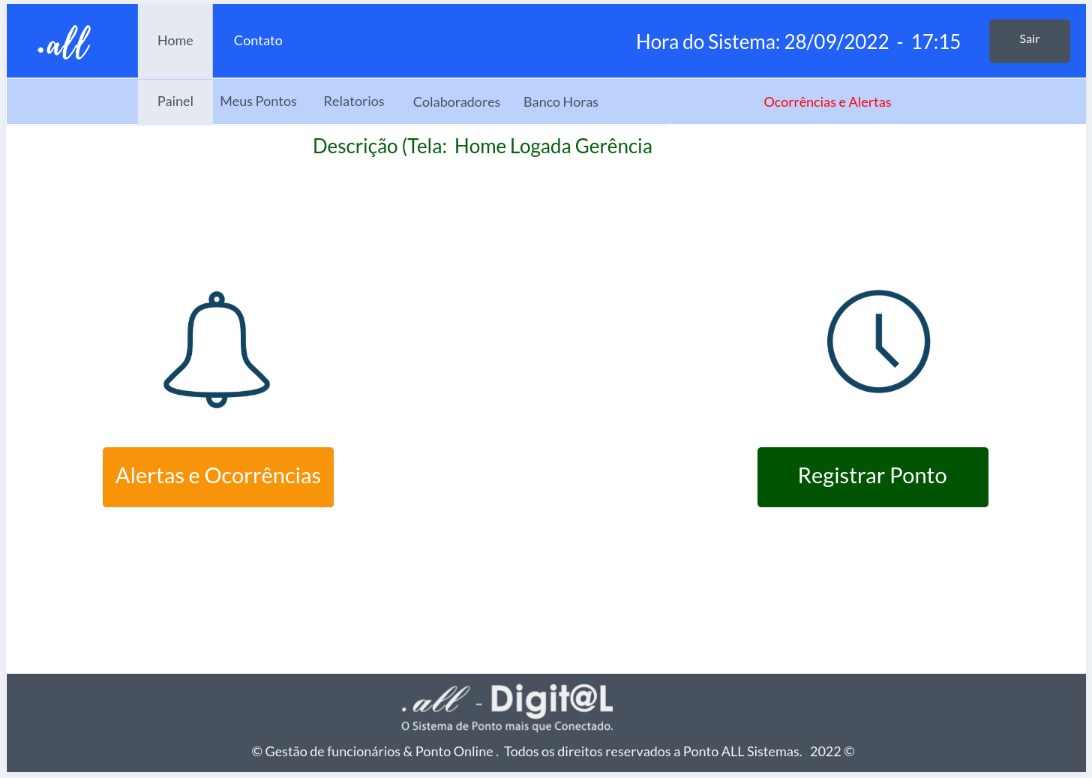 .all
Home
Contato
Hora do Sistema: 28/09/2022 - 17:15
Sair
Painel
Meus Pontos
Relatorios
Colaboradores
Banco Horas
Ocorrências e Alertas
Descrição (Tela: Home Logada Gerência
Alertas e Ocorrências
Registrar Ponto
.all - Digit@L
O Sistema de Ponto mais que Conectado.
© Gestão de funcionários & Ponto Online . Todos os direitos reservados a Ponto ALL Sistemas. 2022 ©